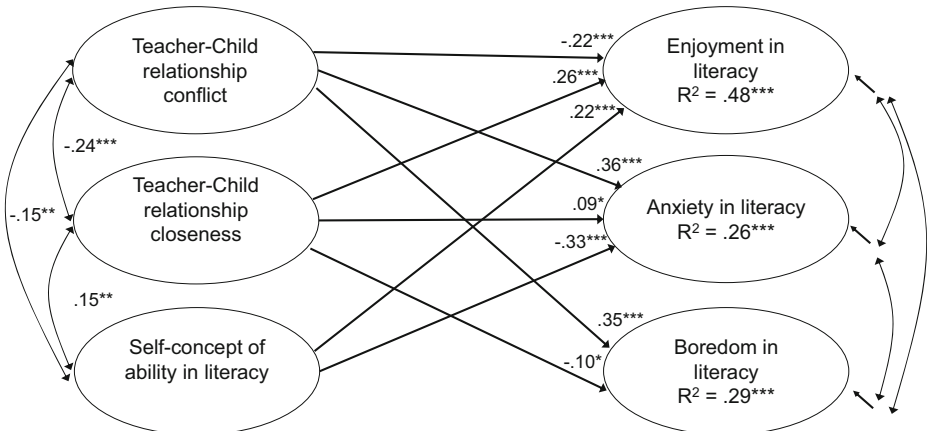 Teacher-Child
relationship
conflict
Teacher-Child
relationship
closeness
Self-concept of
ability in literacy
-.24***
-.15**
.15**
-.22***
.26***
.22***
.36***
.09*
-.33***
.35***
-.10*
Enjoyment in
literacy
R² = .48***
Anxiety in literacy
R² = .26***
Boredom in
literacy
R² = .29***